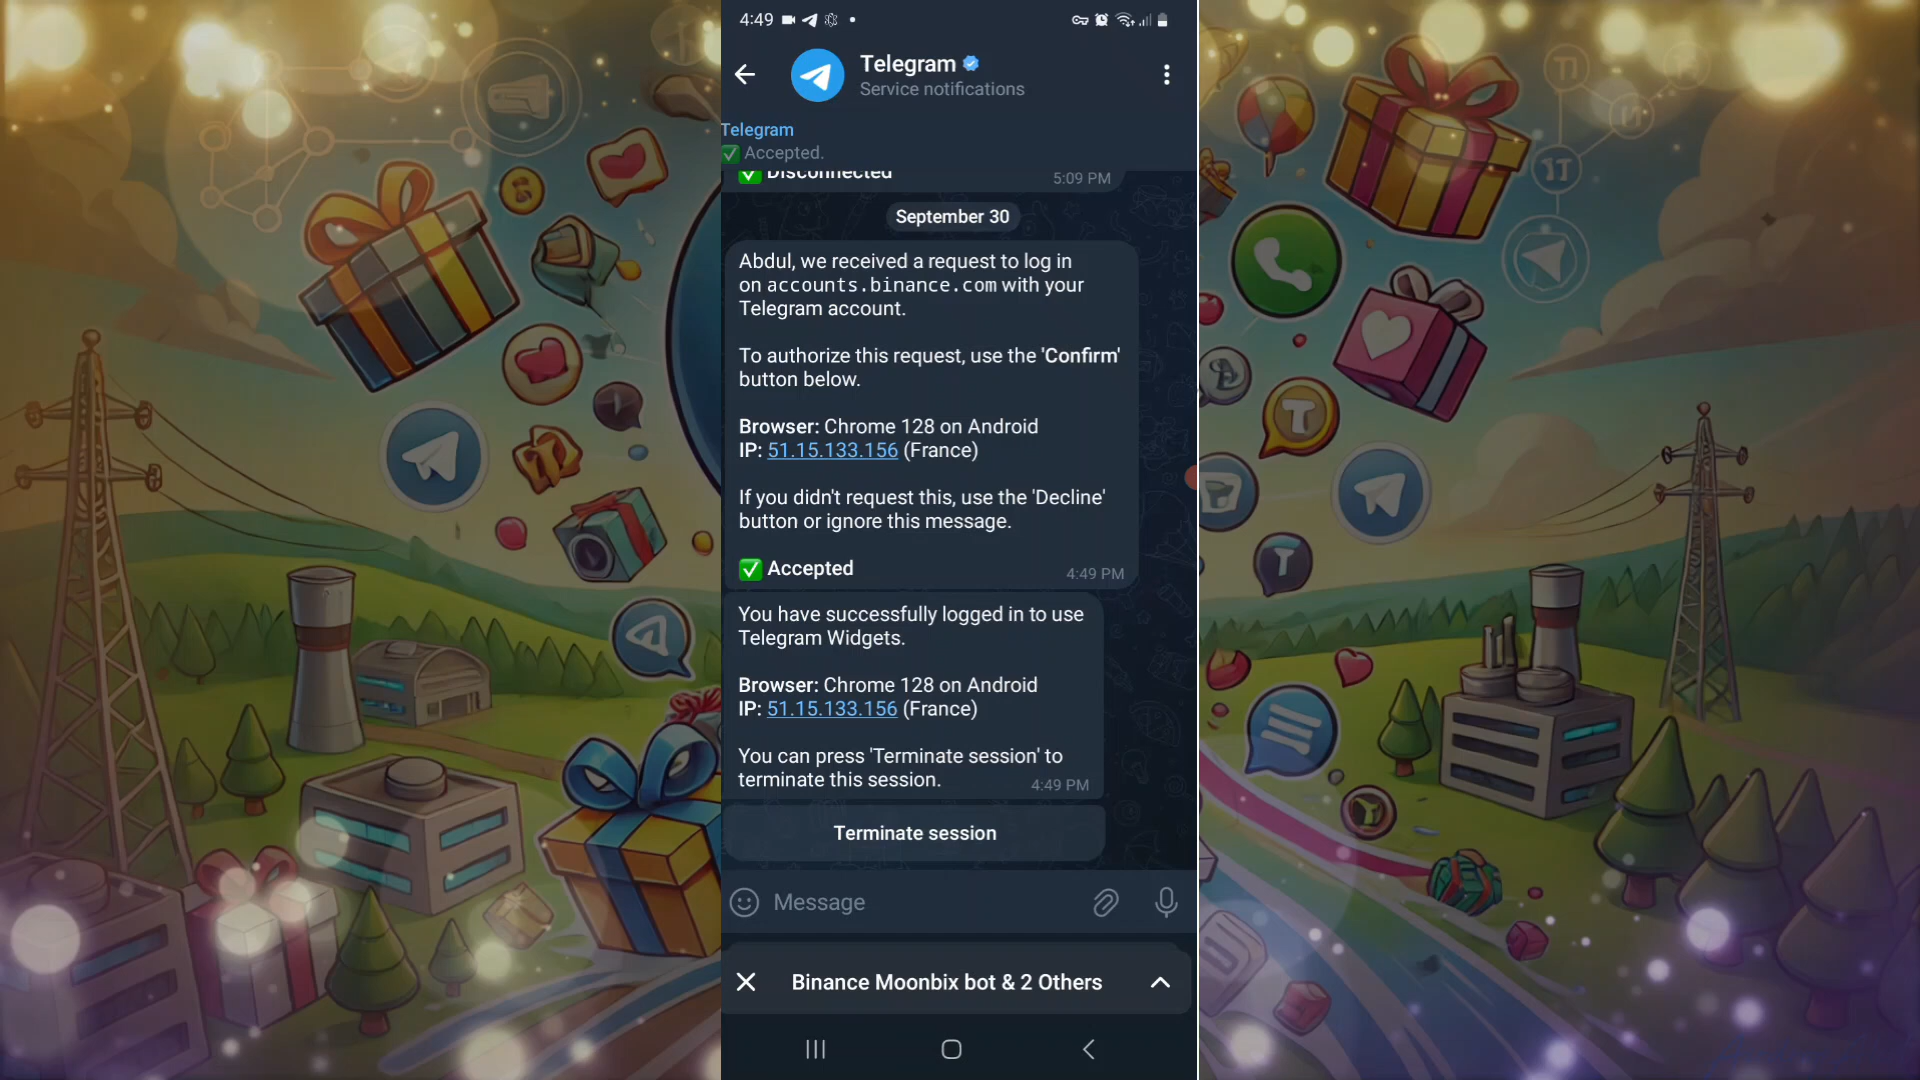 4:49
Telegram
Service notifications
Telegram
✅ Accepted.
✅ Disconnected
5:09 PM
September 30
Abdul, we received a request to log in
on accounts.binance.com with your
Telegram account.
To authorize this request, use the 'Confirm'
button below.
Browser: Chrome 128 on Android
IP: 51.15.133.156 (France)
If you didn't request this, use the 'Decline'
button or ignore this message.
✅ Accepted
4:49 PM
You have successfully logged in to use
Telegram Widgets.
Browser: Chrome 128 on Android
IP: 51.15.133.156 (France)
You can press 'Terminate session' to
terminate this session.
4:49 PM
Terminate session
Message
Binance Moonbix bot & 2 Others